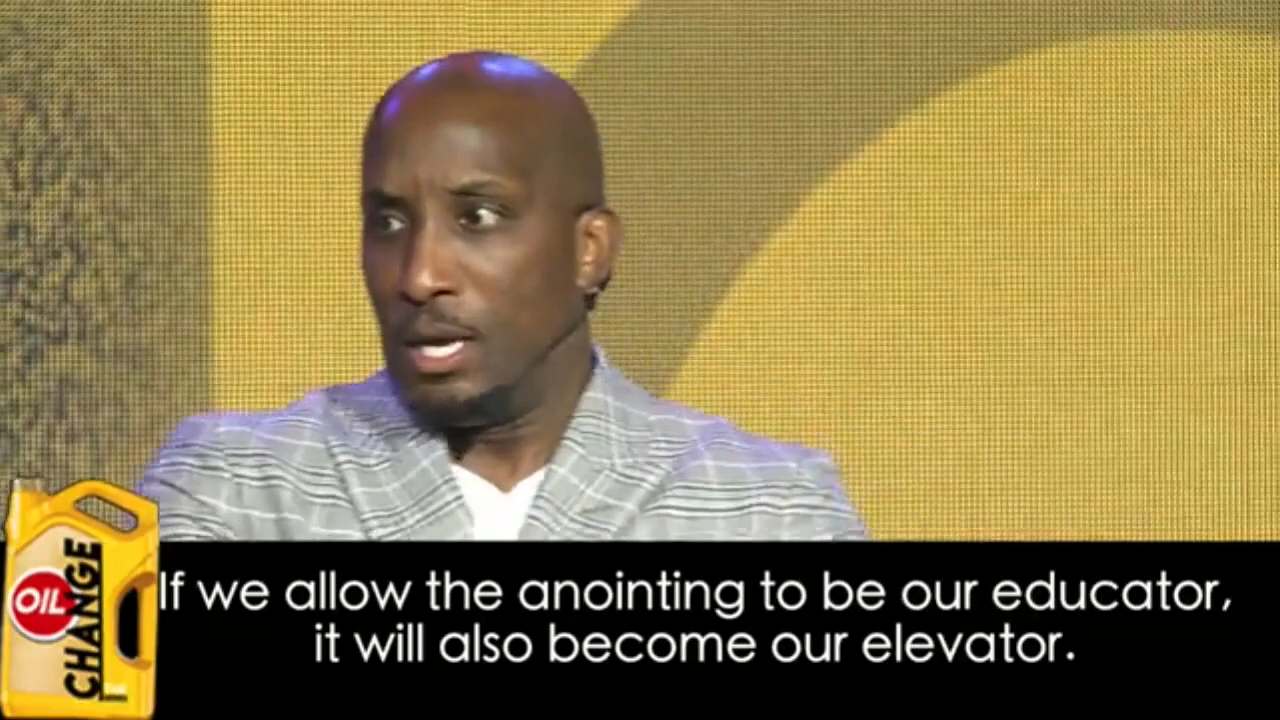 OIL
CHANGE
If we allow the anointing to be our educator,
it will also become our elevator.